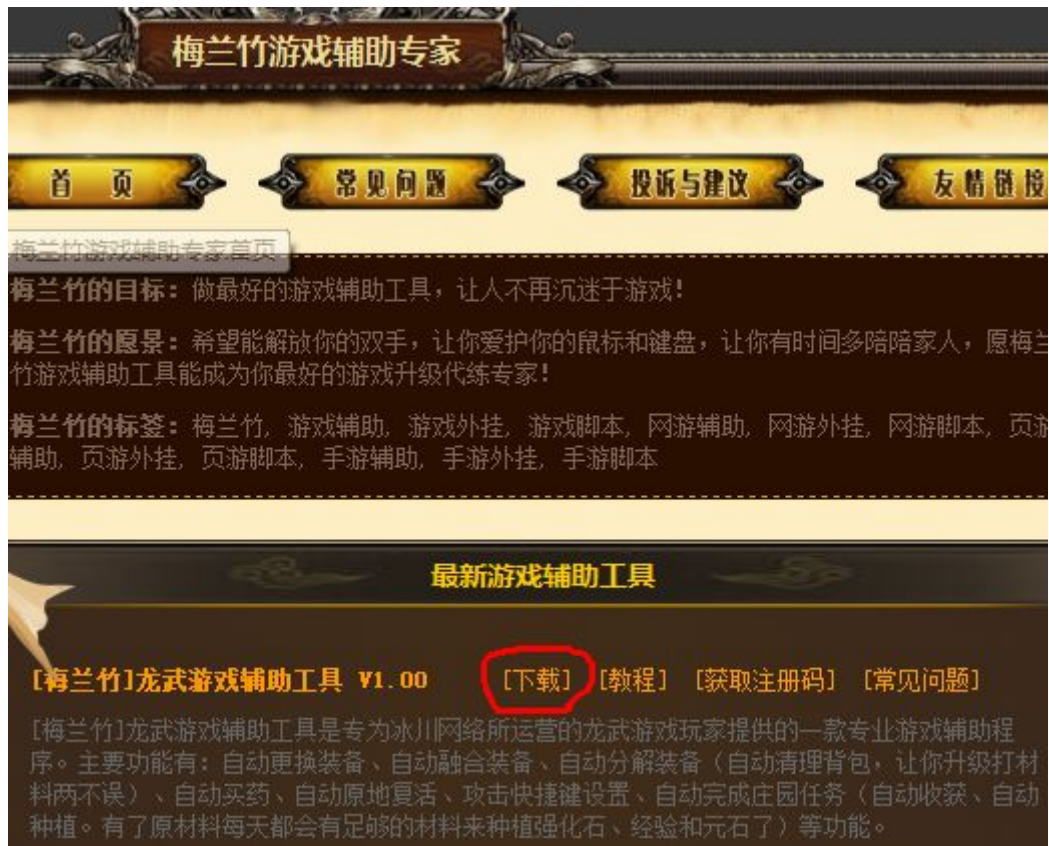 梅兰竹游戏辅助专家
首 页 常见问题 投诉与建议 友情链接
梅兰竹游戏辅助专家首页
梅兰竹的目标：做最好的游戏辅助工具，让人不再沉迷于游戏！
梅兰竹的愿景：希望能解放你的双手，让你爱护你的鼠标和键盘，让你有时间多陪陪家人，愿梅兰
竹游戏辅助工具能成为你最好的游戏升级代练专家！
梅兰竹的标签：梅兰竹, 游戏辅助, 游戏外挂, 游戏脚本, 网游辅助, 网游外挂, 网游脚本, 页游
辅助, 页游外挂, 页游脚本, 手游辅助, 手游外挂, 手游脚本
最新游戏辅助工具
[梅兰竹]龙武游戏辅助工具 V1.00 [下载] [教程] [获取注册码] [常见问题]
[梅兰竹]龙武游戏辅助工具是专为冰川网络所运营的龙武游戏玩家提供的一款专业游戏辅助程
序。主要功能有：自动更换装备、自动融合装备、自动分解装备（自动清理背包，让你升级打材
料两不误）、自动买药、自动原地复活、攻击快捷键设置、自动完成庄园任务（自动收获、自动
种植。有了原材料每天都会有足够的材料来种植强化石、经验和元石了）等功能。